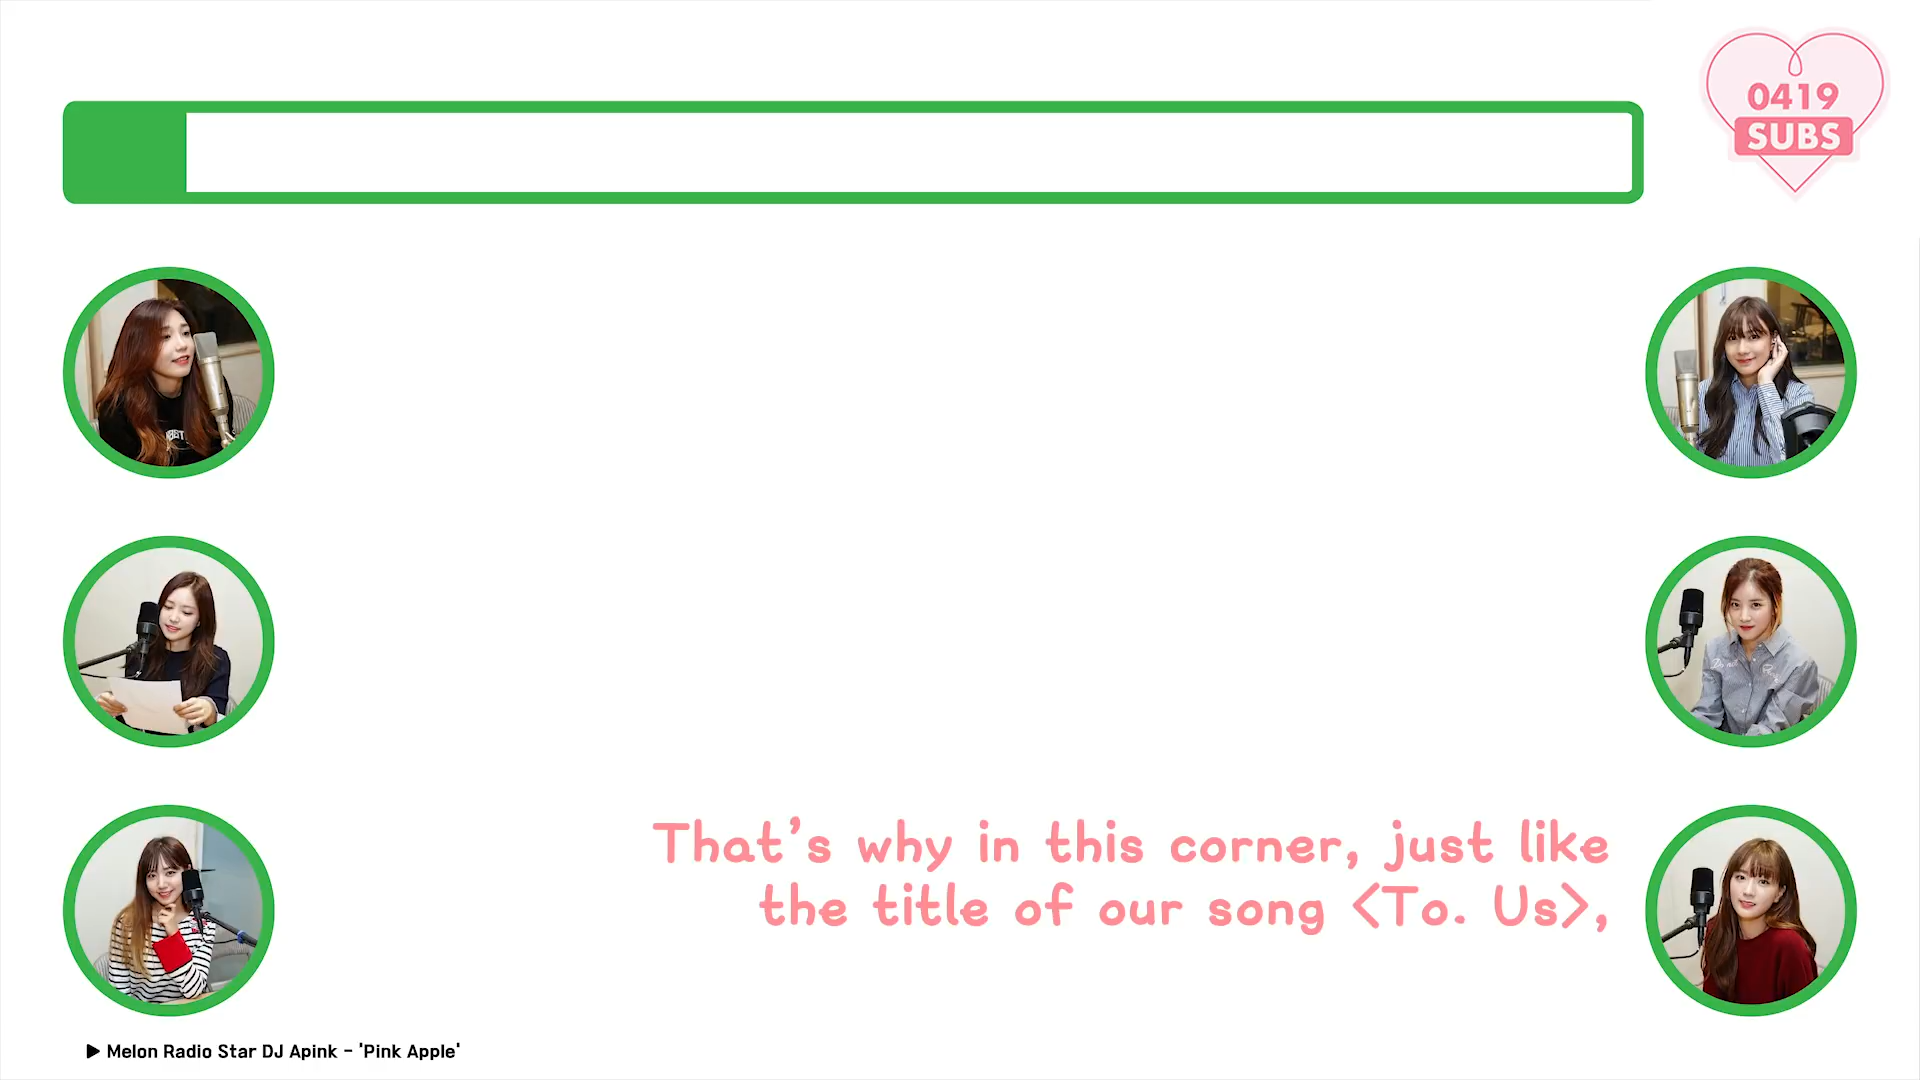 0419
SUBS
That's why in this corner, just like
the title of our song <To. Us>,
▶ Melon Radio Star DJ Apink - 'Pink Apple'